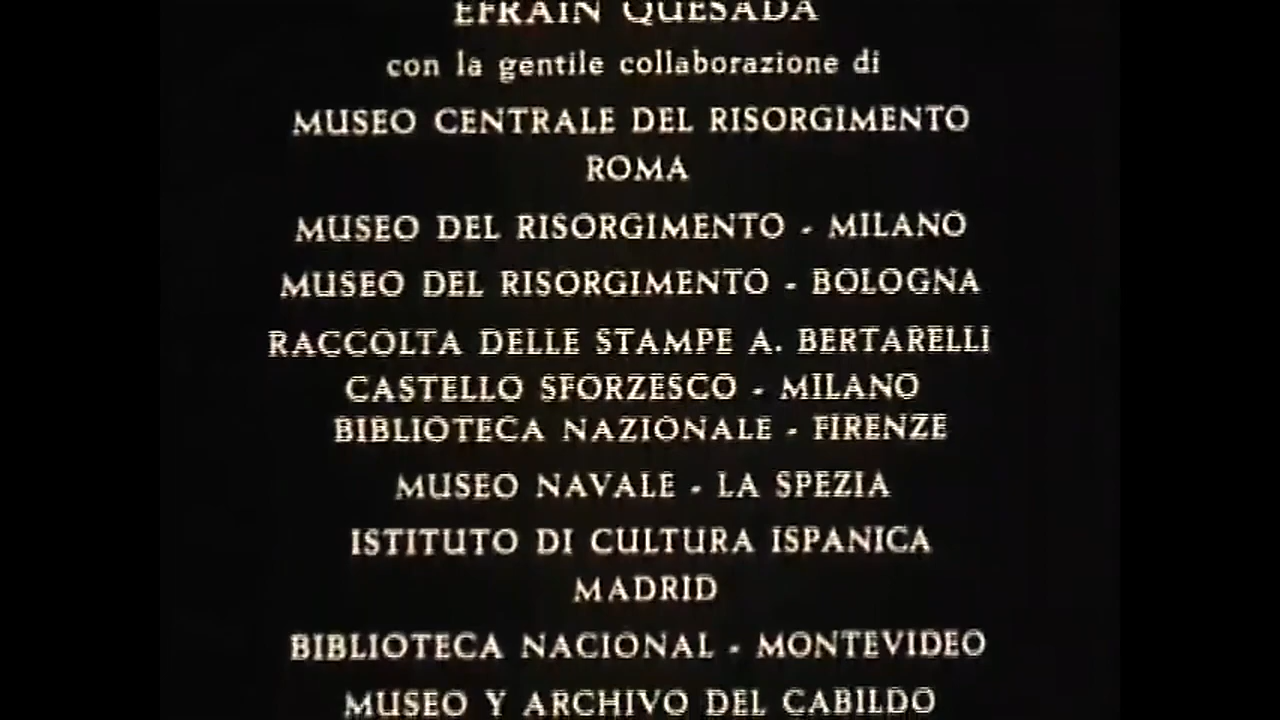 EFRAIN QUESADA
con la gentile collaborazione di
MUSEO CENTRALE DEL RISORGIMENTO
ROMA
MUSEO DEL RISORGIMENTO - MILANO
MUSEO DEL RISORGIMENTO - BOLOGNA
RACCOLTA DELLE STAMPE A. BERTARELLI
CASTELLO SFORZESCO - MILANO
BIBLIOTECA NAZIONALE - FIRENZE
MUSEO NAVALE - LA SPEZIA
ISTITUTO DI CULTURA ISPANICA
MADRID
BIBLIOTECA NACIONAL - MONTEVIDEO
MUSEO Y ARCHIVO DEL CABILDO